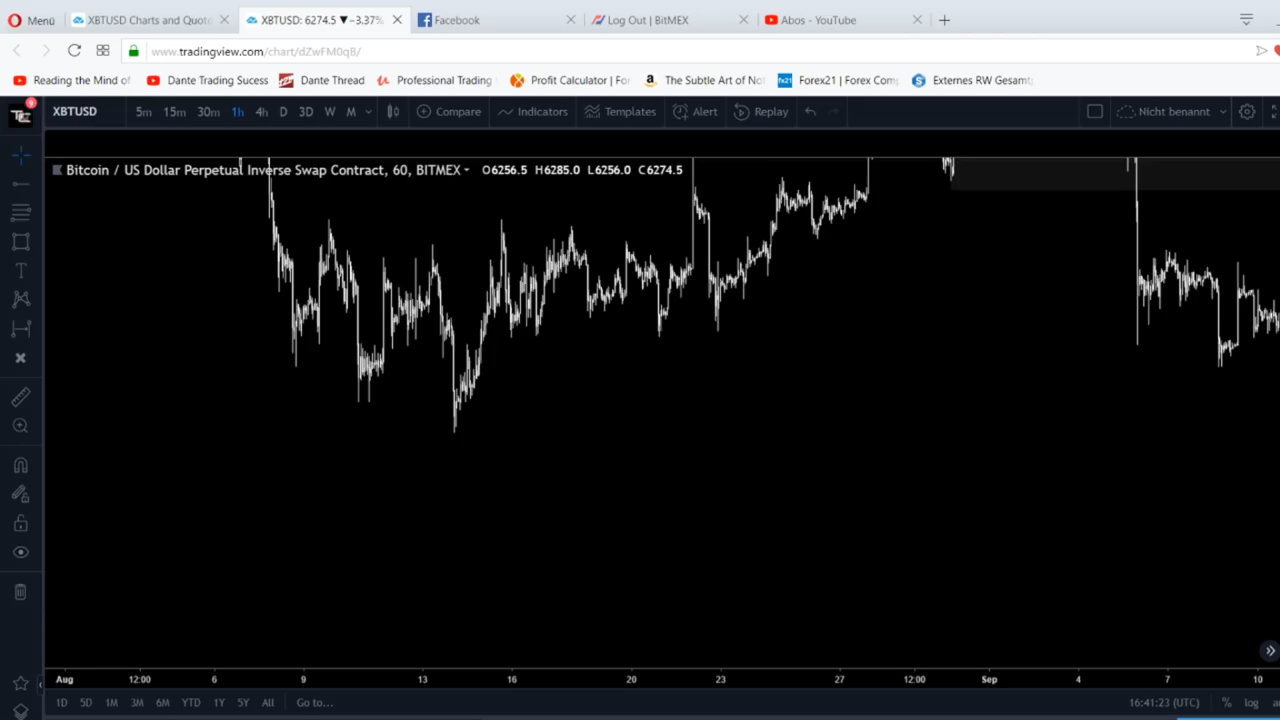 Menü XBTUSD Charts and Quot XBTUSD: 6274.5 ▼ −3.37% Facebook Log Out | BitMEX Abos - YouTube
www.tradingview.com/chart/dZwFM0qB/
Reading the Mind of Dante Trading Sucess Dante Thread Professional Trading Profit Calculator | For The Subtle Art of No Forex21 | Forex Com Externes RW Gesamt
9 XBTUSD 5m 15m 30m 1h 4h D 3D R W M Compare Indicators Templates Alert Replay Nicht benannt
Bitcoin / US Dollar Perpetual Inverse Swap Contract, 60, BITMEX O6256.5 H6285.0 L6256.0 C6274.5
Aug 12:00 6 9 13 16 20 23 27 12:00 Sep 4 7 10
1D 5D 1M 3M 6M YTD 1Y 5Y All Go to... 16:41:23 (UTC) % log